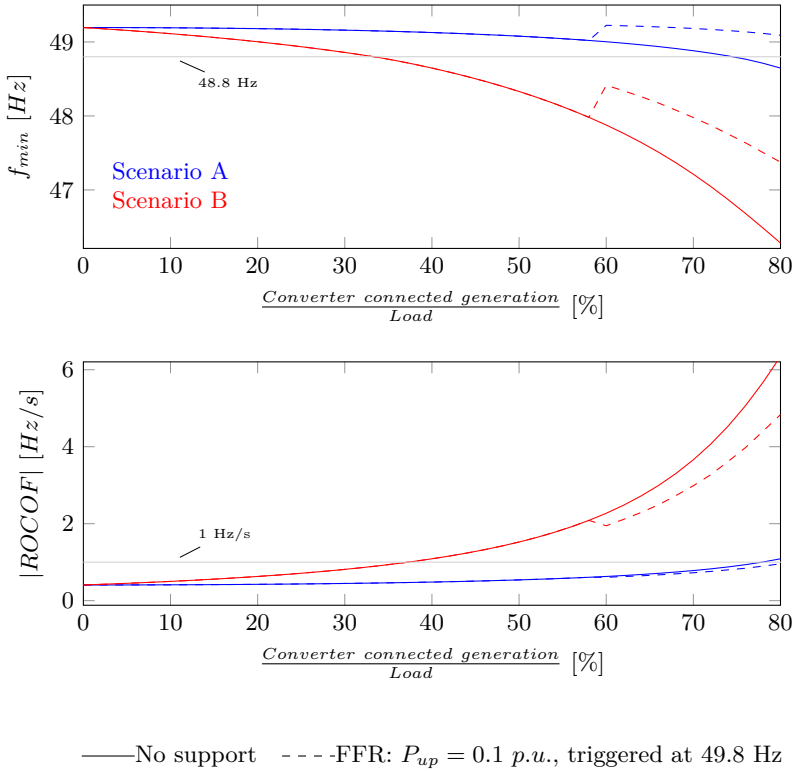 49
48
47
f_min [Hz]
48.8 Hz
Scenario A
Scenario B
0 10 20 30 40 50 60 70 80
Converter connected generation
Load
[%]
6
4
2
0
|ROCOF| [Hz/s]
1 Hz/s
0 10 20 30 40 50 60 70 80
Converter connected generation
Load
[%]
No support FFR: P_up = 0.1 p.u., triggered at 49.8 Hz